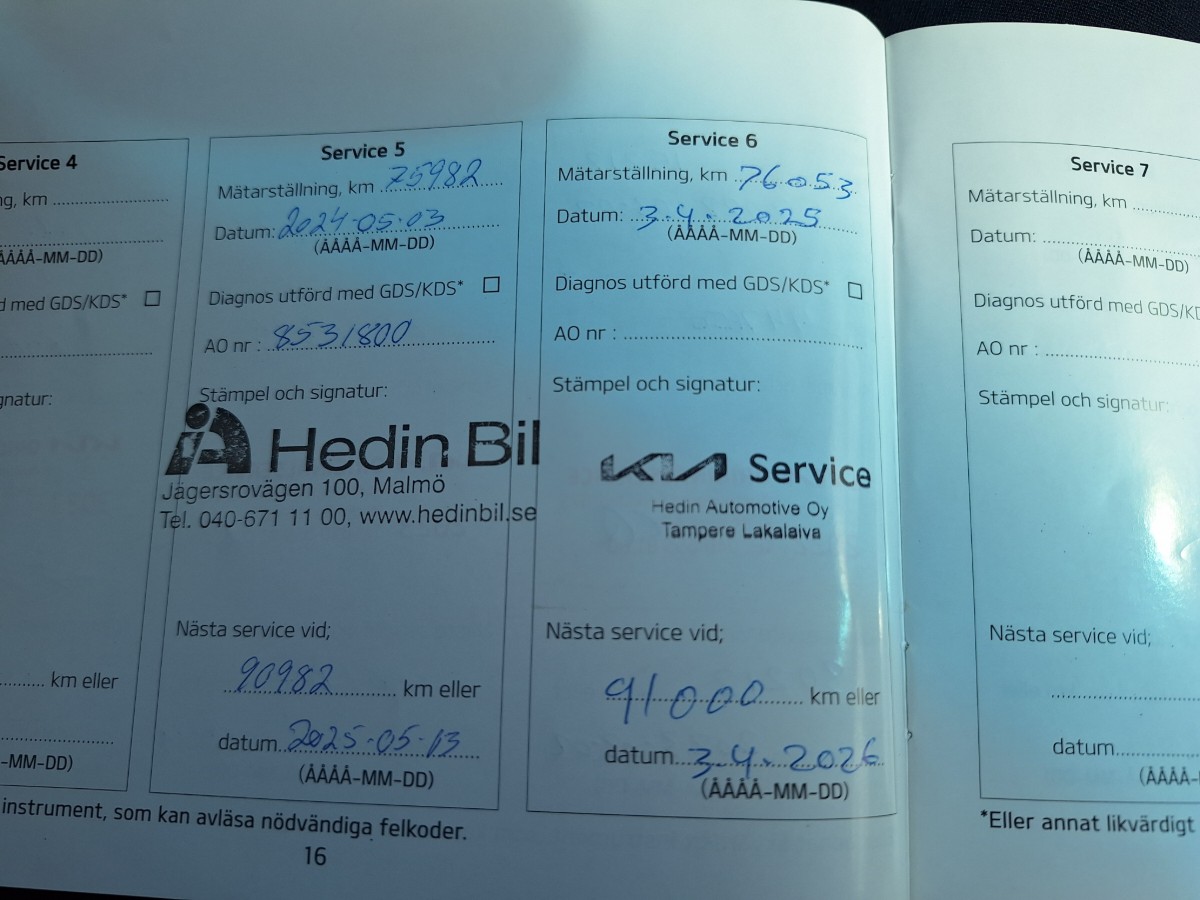 Service 4
ng, km
(ÅÅÅÅ-MM-DD)
d med GDS/KDS*
gnatur:
km eller
-MM-DD)
Service 5
Mätarställning, km 75982
Datum: 2024-05-03
(ÅÅÅÅ-MM-DD)
Diagnos utförd med GDS/KDS*
AO nr : 8531800
Stämpel och signatur:
Hedin Bil
Jägersrovägen 100, Malmö
Tel. 040-671 11 00, www.hedinbil.se
Nästa service vid;
90982 km eller
datum 2025-05-13
(ÅÅÅÅ-MM-DD)
Service 6
Mätarställning, km 76053
Datum: 3.4.2025
(ÅÅÅÅ-MM-DD)
Diagnos utförd med GDS/KDS*
AO nr :
Stämpel och signatur:
KIA Service
Hedin Automotive Oy
Tampere Lakalaiva
Nästa service vid;
91000 km eller
datum 3.4.2026
(ÅÅÅÅ-MM-DD)
instrument, som kan avläsa nödvändiga felkoder.
16
Service 7
Mätarställning, km
Datum:
(ÅÅÅÅ-MM-DD)
Diagnos utförd med GDS/KD
AO nr :
Stämpel och signatur:
Nästa service vid;
datum
(ÅÅÅÅ-M
*Eller annat likvärdigt